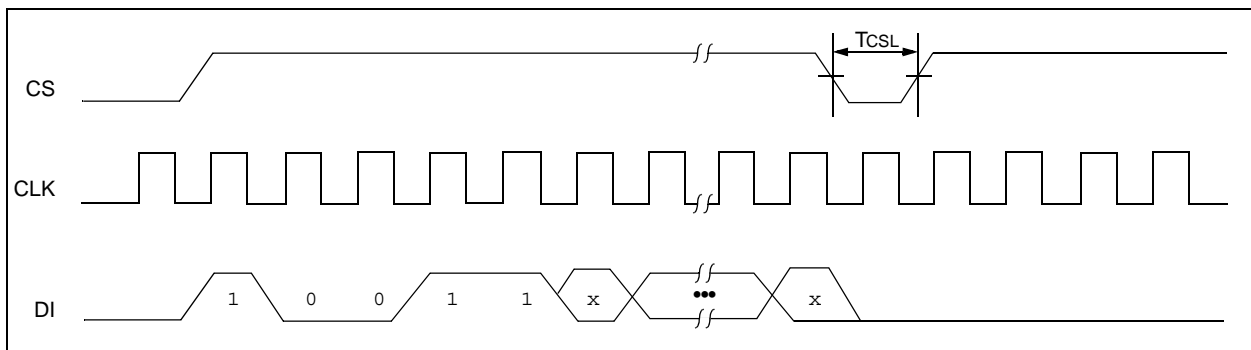 TCSL
CS
CLK
DI
1 0 0 1 1 x ••• x